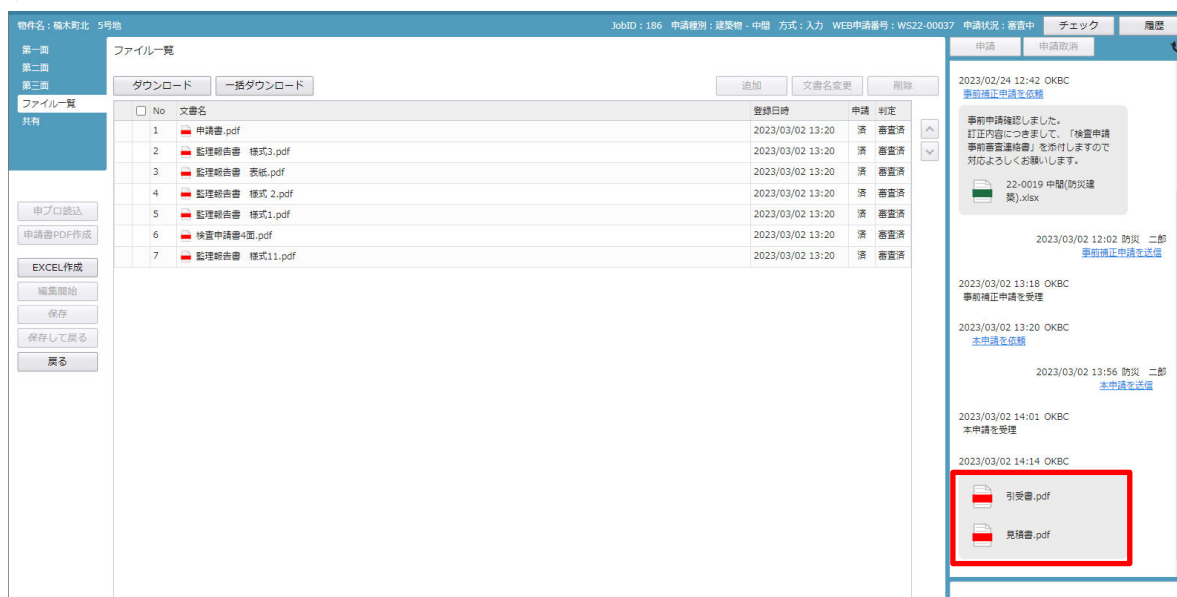 物件名：楠木町北　5号地
JobID：186　申請種別：建築物 - 中間　方式：入力　WEB申請番号：WS22-00037　申請状況：審査中
チェック
履歴
第一面
第二面
第三面
ファイル一覧
共有
申プロ読込
申請書PDF作成
EXCEL作成
編集開始
保存
保存して戻る
戻る
ファイル一覧
ダウンロード
一括ダウンロード
追加
文書名変更
削除
No 文書名 登録日時 申請 判定
1 申請書.pdf 2023/03/02 13:20 済 審査済
2 監理報告書　様式3.pdf 2023/03/02 13:20 済 審査済
3 監理報告書　表紙.pdf 2023/03/02 13:20 済 審査済
4 監理報告書　様式 2.pdf 2023/03/02 13:20 済 審査済
5 監理報告書　様式1.pdf 2023/03/02 13:20 済 審査済
6 検査申請書4面.pdf 2023/03/02 13:20 済 審査済
7 監理報告書　様式11.pdf 2023/03/02 13:20 済 審査済
申請
申請取消
2023/02/24 12:42 OKBC
事前補正申請を依頼
事前申請確認しました。
訂正内容につきまして、「検査申請
事前審査連絡書」を添付しますので
対応よろしくお願いします。
22-0019 中間(防災建
築).xlsx
2023/03/02 12:02 防災　二郎
事前補正申請を送信
2023/03/02 13:18 OKBC
事前補正申請を受理
2023/03/02 13:20 OKBC
本申請を依頼
2023/03/02 13:56 防災　二郎
本申請を送信
2023/03/02 14:01 OKBC
本申請を受理
2023/03/02 14:14 OKBC
引受書.pdf
見積書.pdf